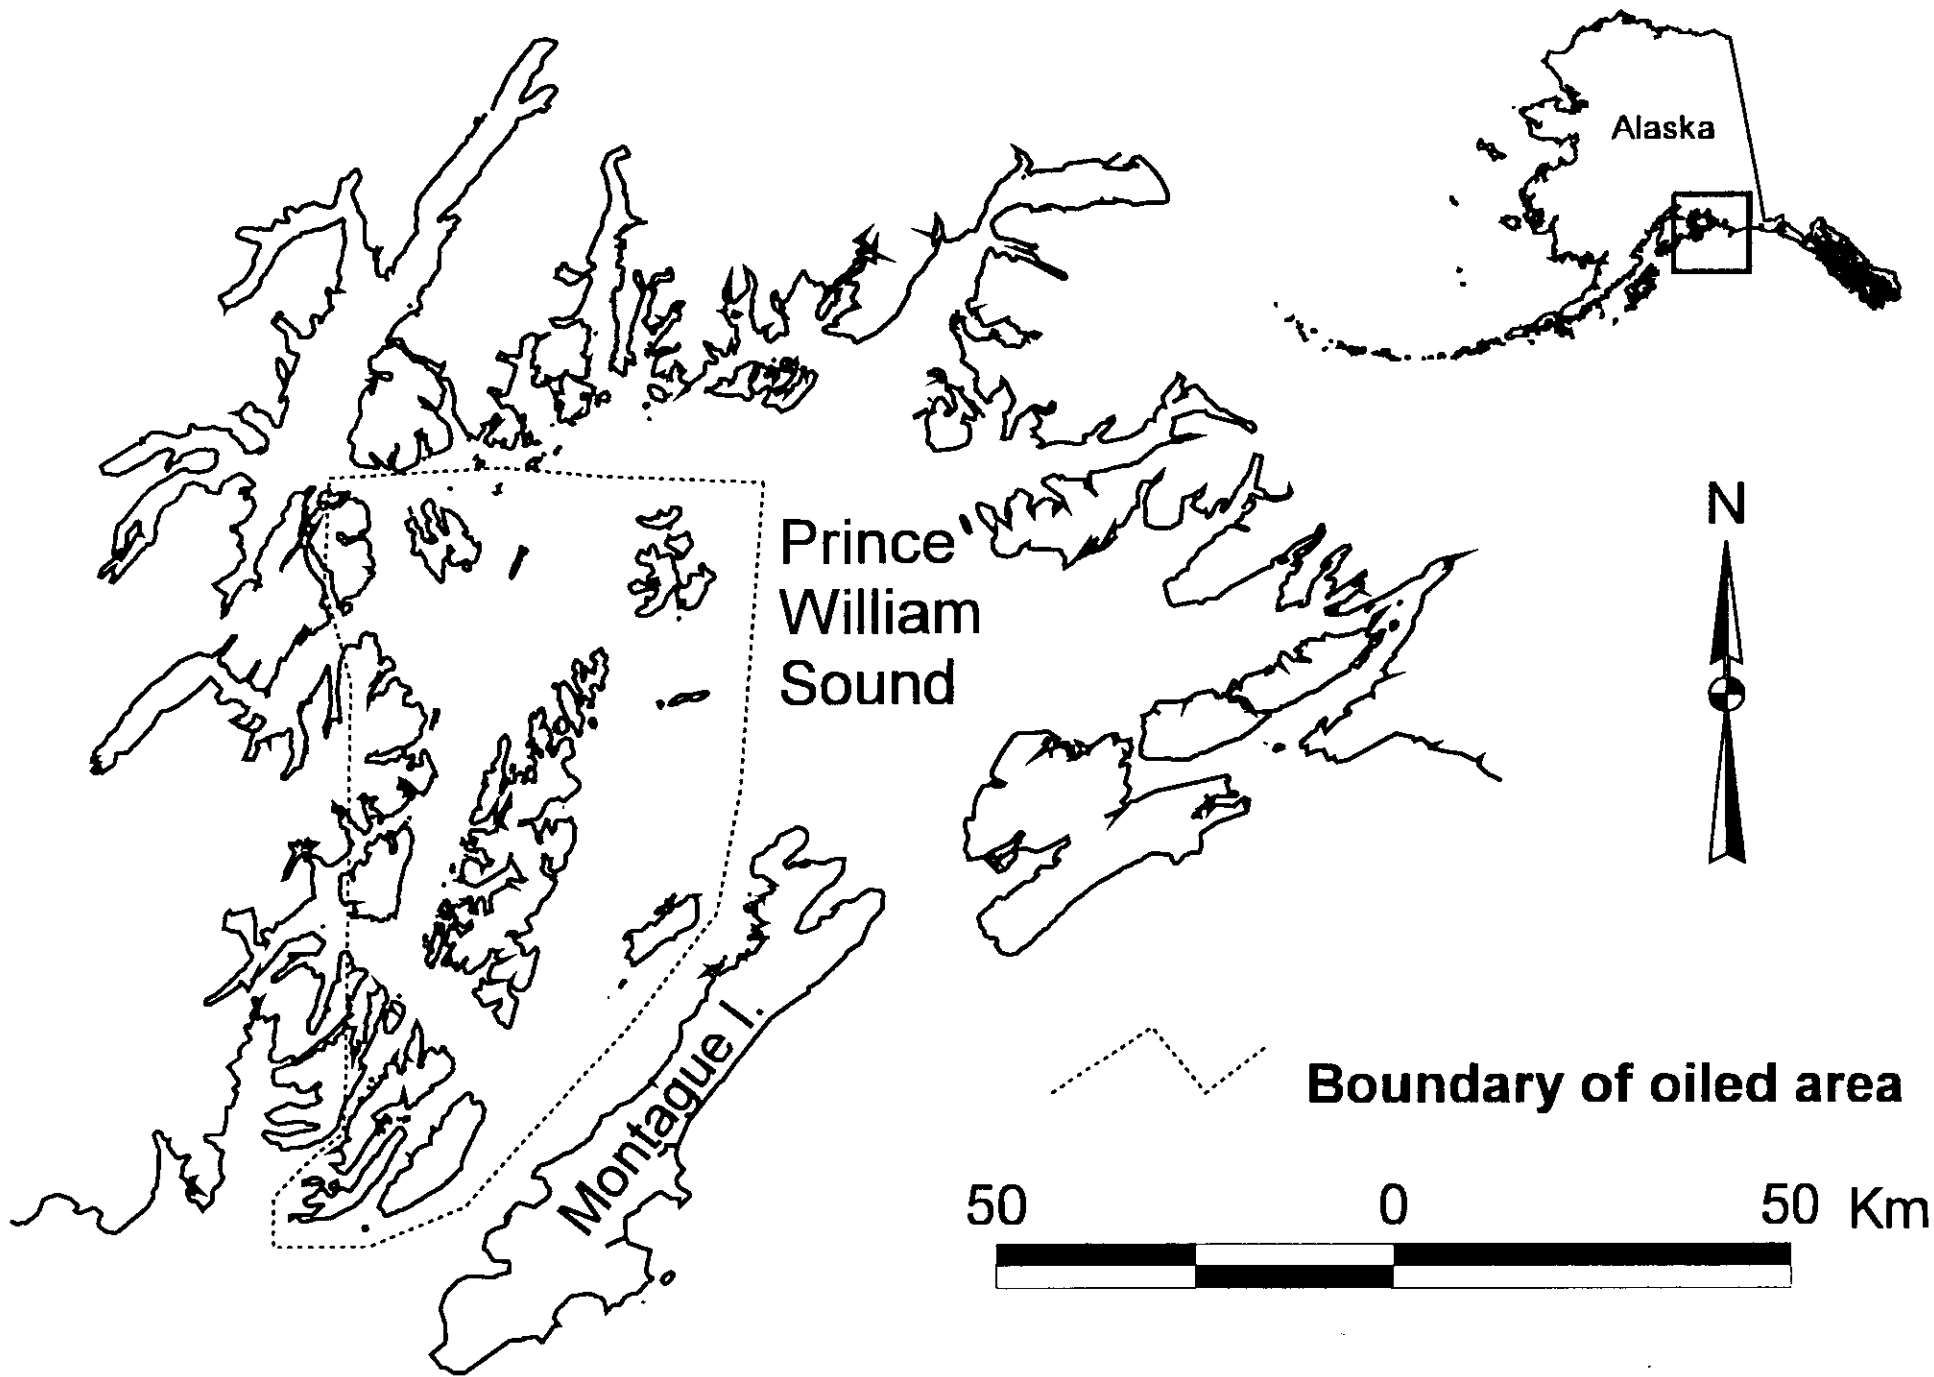 Alaska
N
Prince
William
Sound
Montague I.
Boundary of oiled area
50 0 50 Km